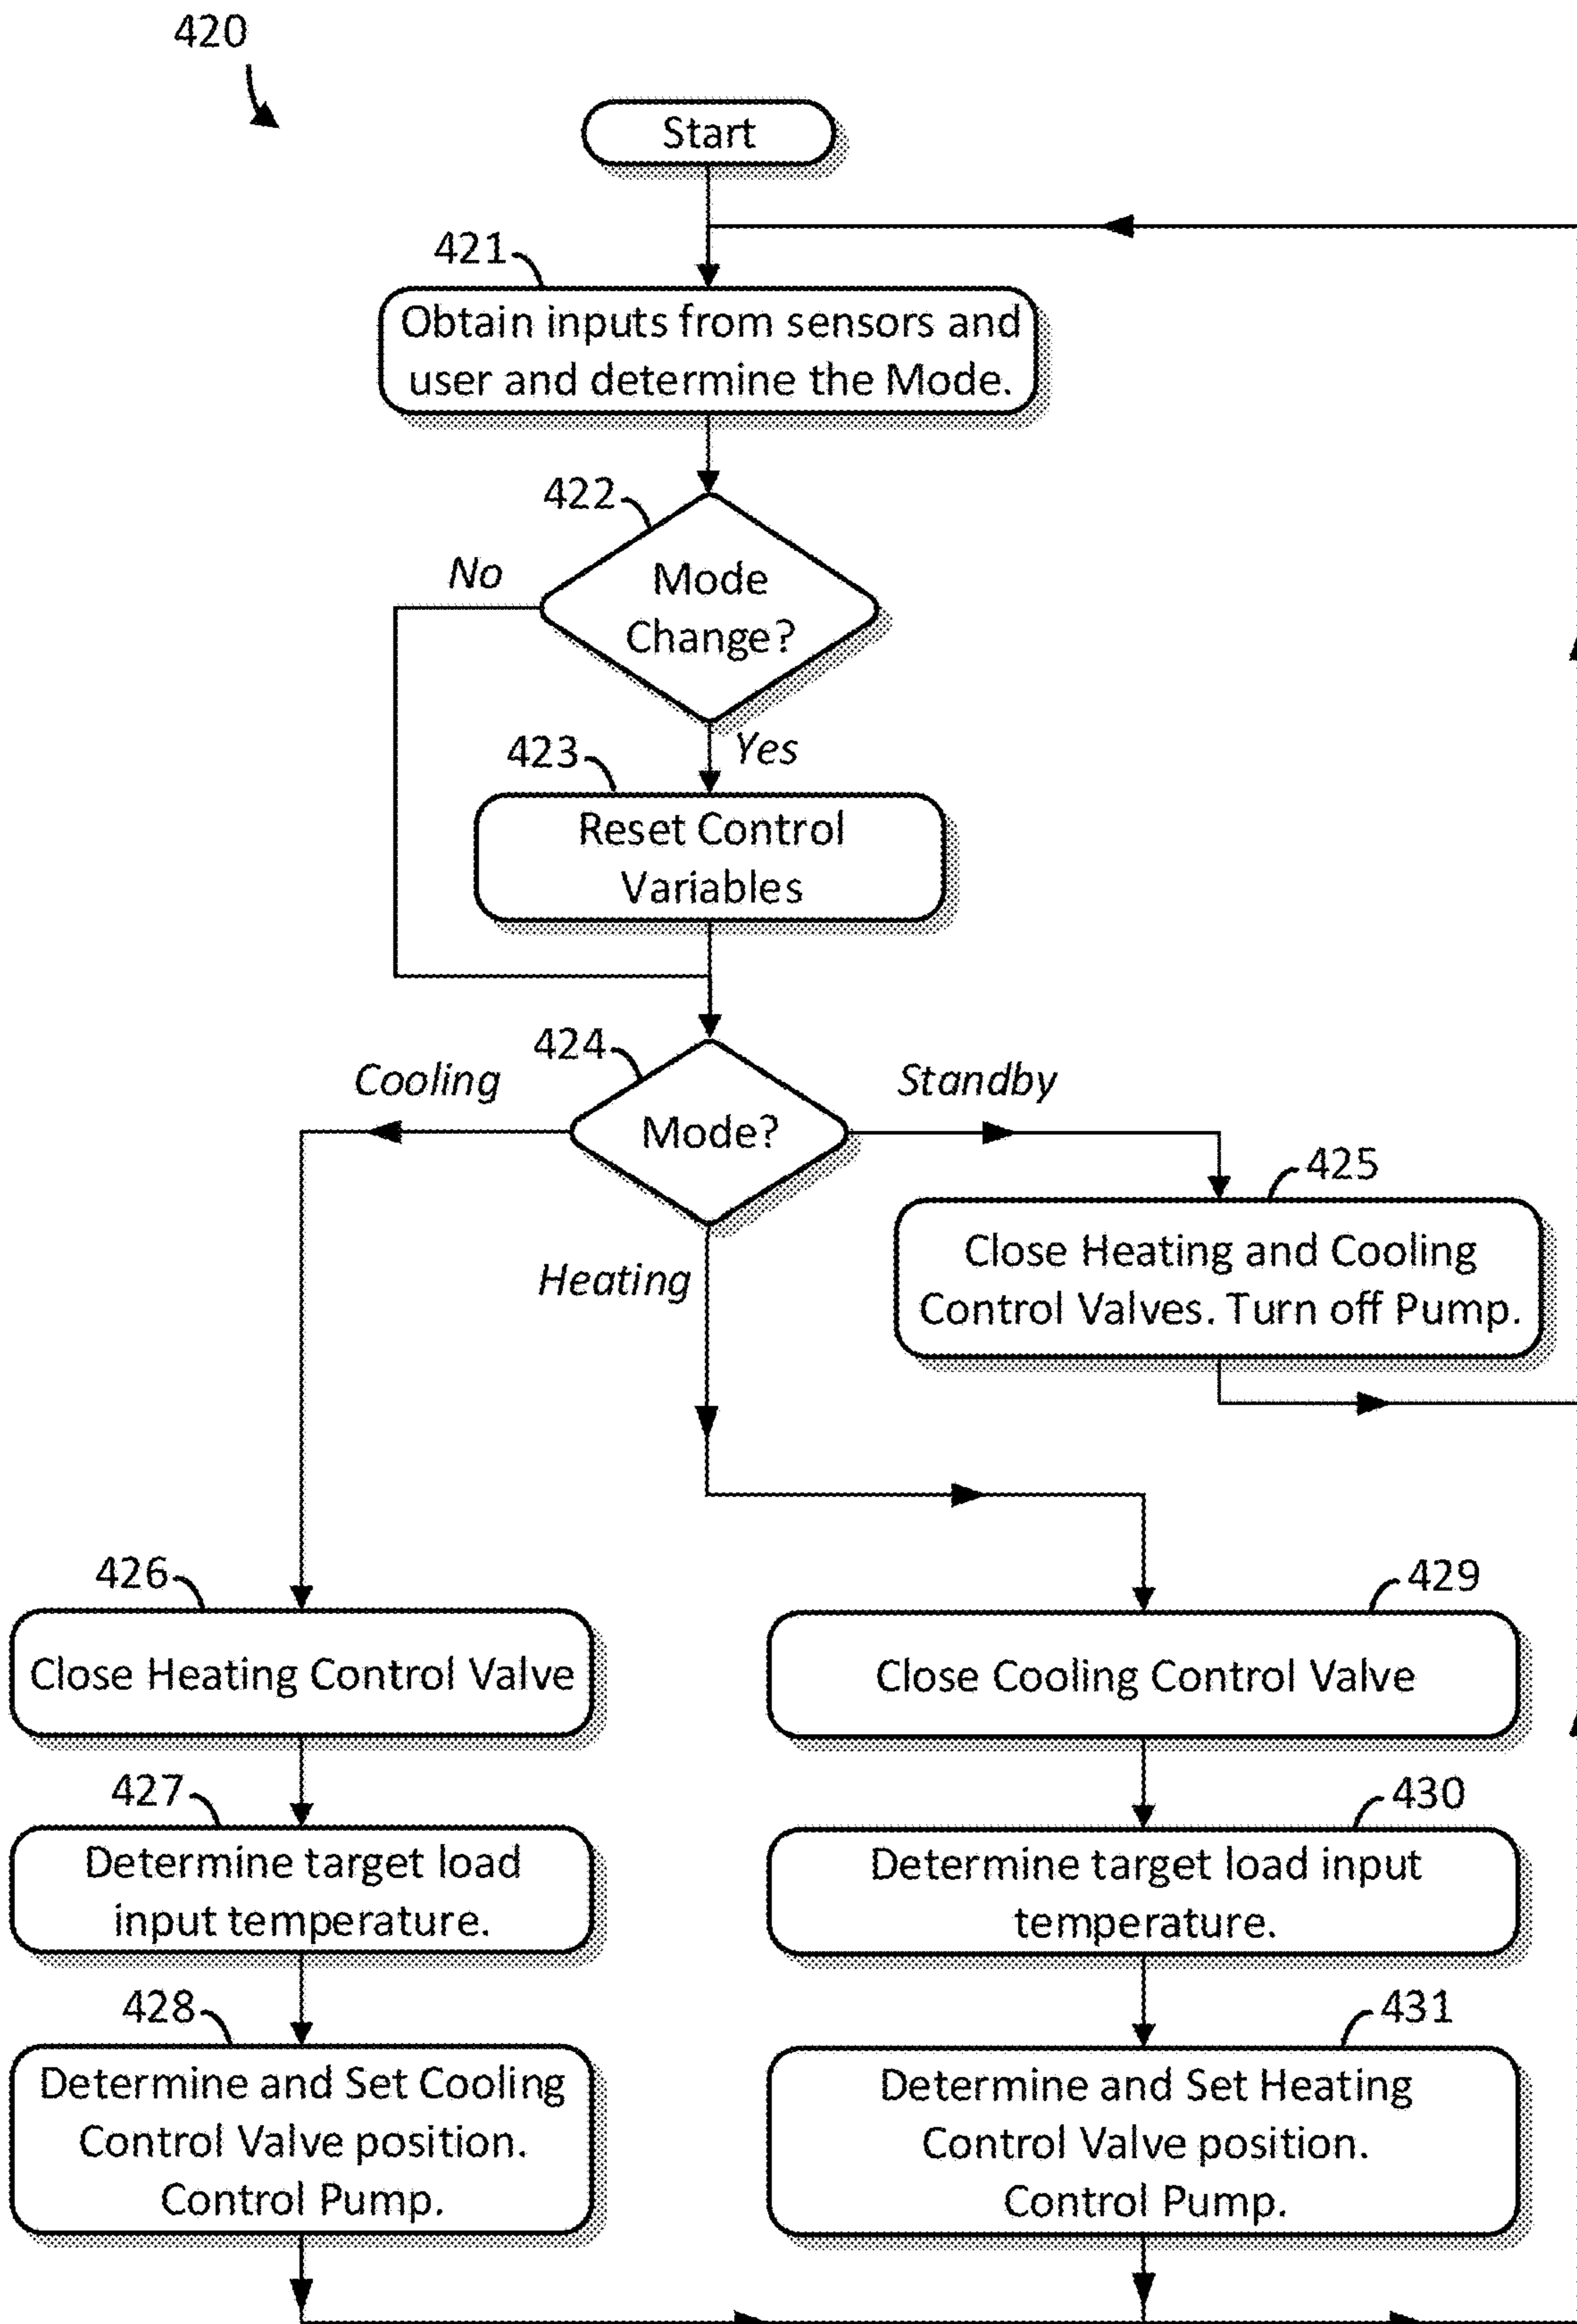 420
Start
421
Obtain inputs from sensors and
user and determine the Mode.
422
No
Mode
Change?
Yes
423
Reset Control
Variables
424
Cooling
Mode?
Standby
425
Close Heating and Cooling
Control Valves. Turn off Pump.
Heating
426
Close Heating Control Valve
429
Close Cooling Control Valve
427
Determine target load
input temperature.
430
Determine target load input
temperature.
428
Determine and Set Cooling
Control Valve position.
Control Pump.
431
Determine and Set Heating
Control Valve position.
Control Pump.